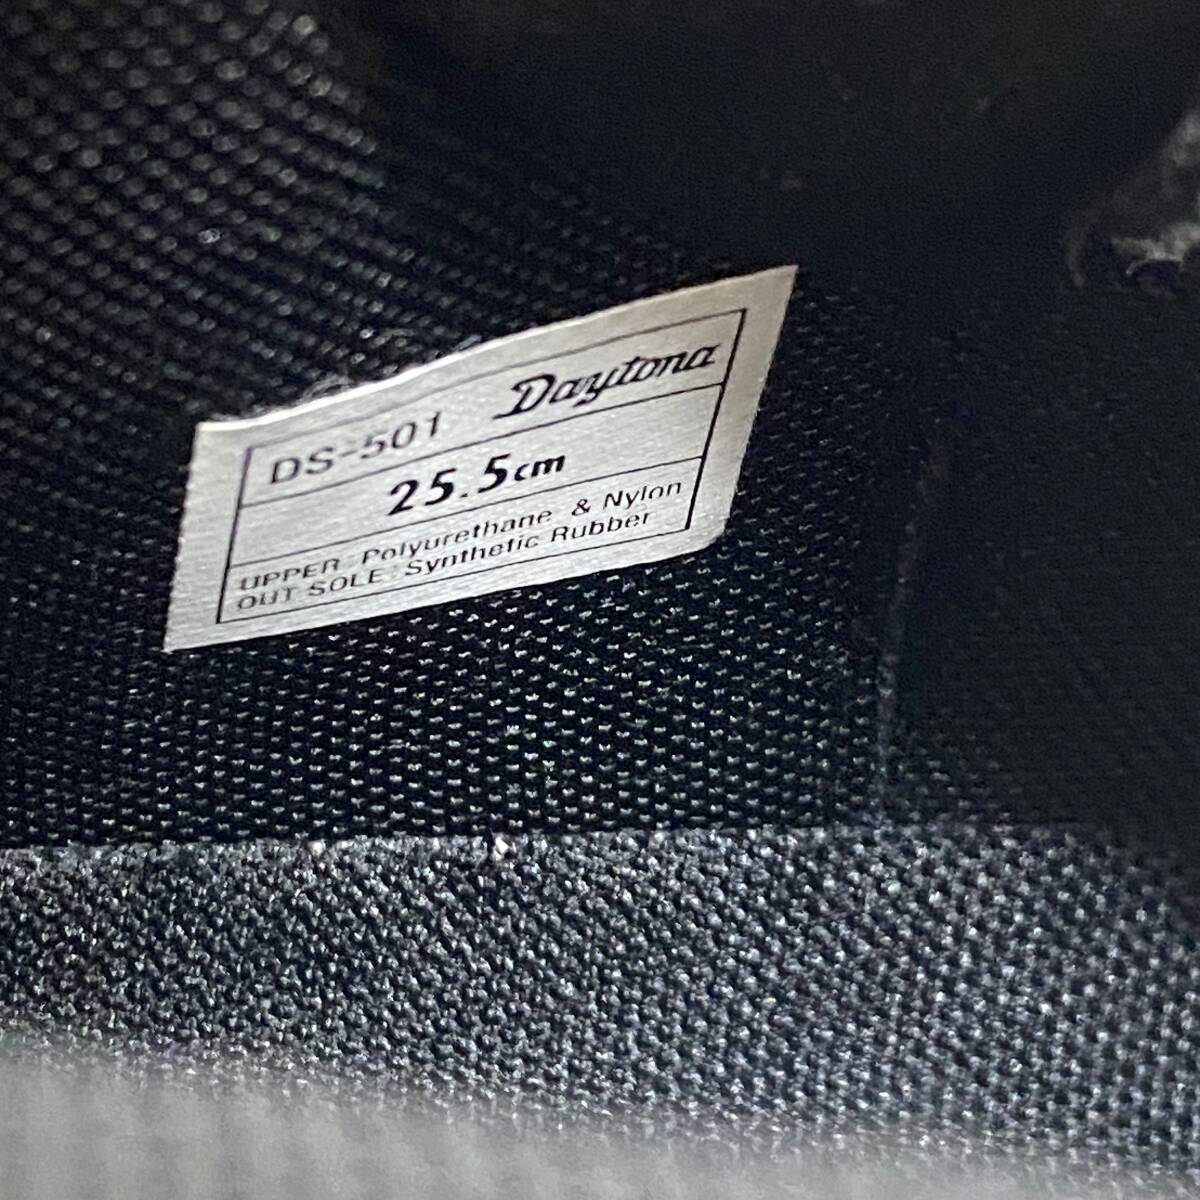 DS-501 Daytona
25.5cm
UPPER : Polyurethane & Nylon
OUT SOLE : Synthetic Rubber